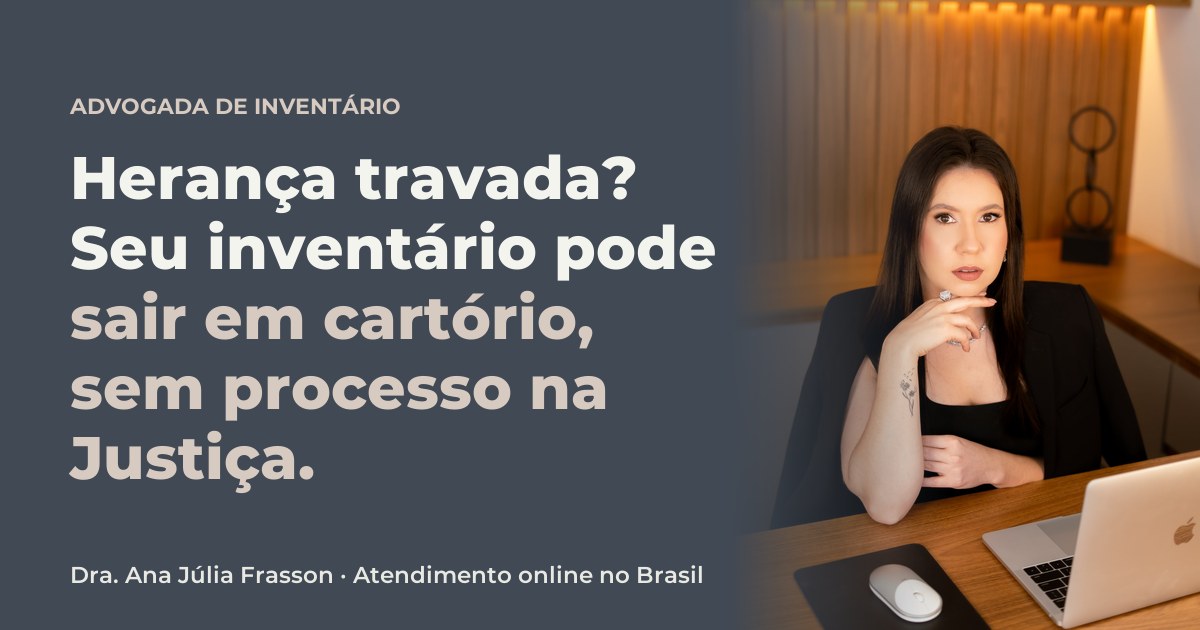 ADVOGADA DE INVENTÁRIO
Herança travada?
Seu inventário pode
sair em cartório,
sem processo na
Justiça.
Dra. Ana Júlia Frasson · Atendimento online no Brasil